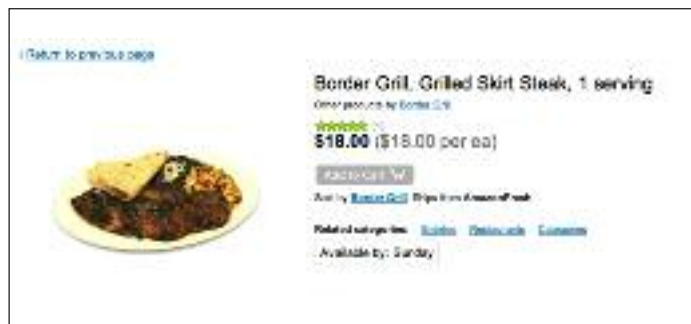 ‹ Return to previous page
Border Grill, Grilled Skirt Steak, 1 serving
Other products by Border Grill
$18.00 ($18.00 per ea)
Add to Cart
Sold by Border Grill Ships from AmazonFresh
Related categories: Entrées Restaurants
Available by: Sunday